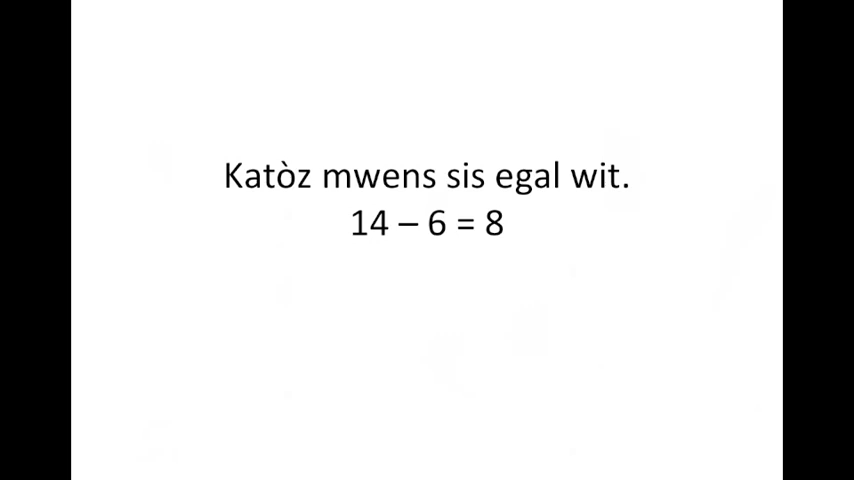 Katòz mwens sis egal wit.
14 – 6 = 8